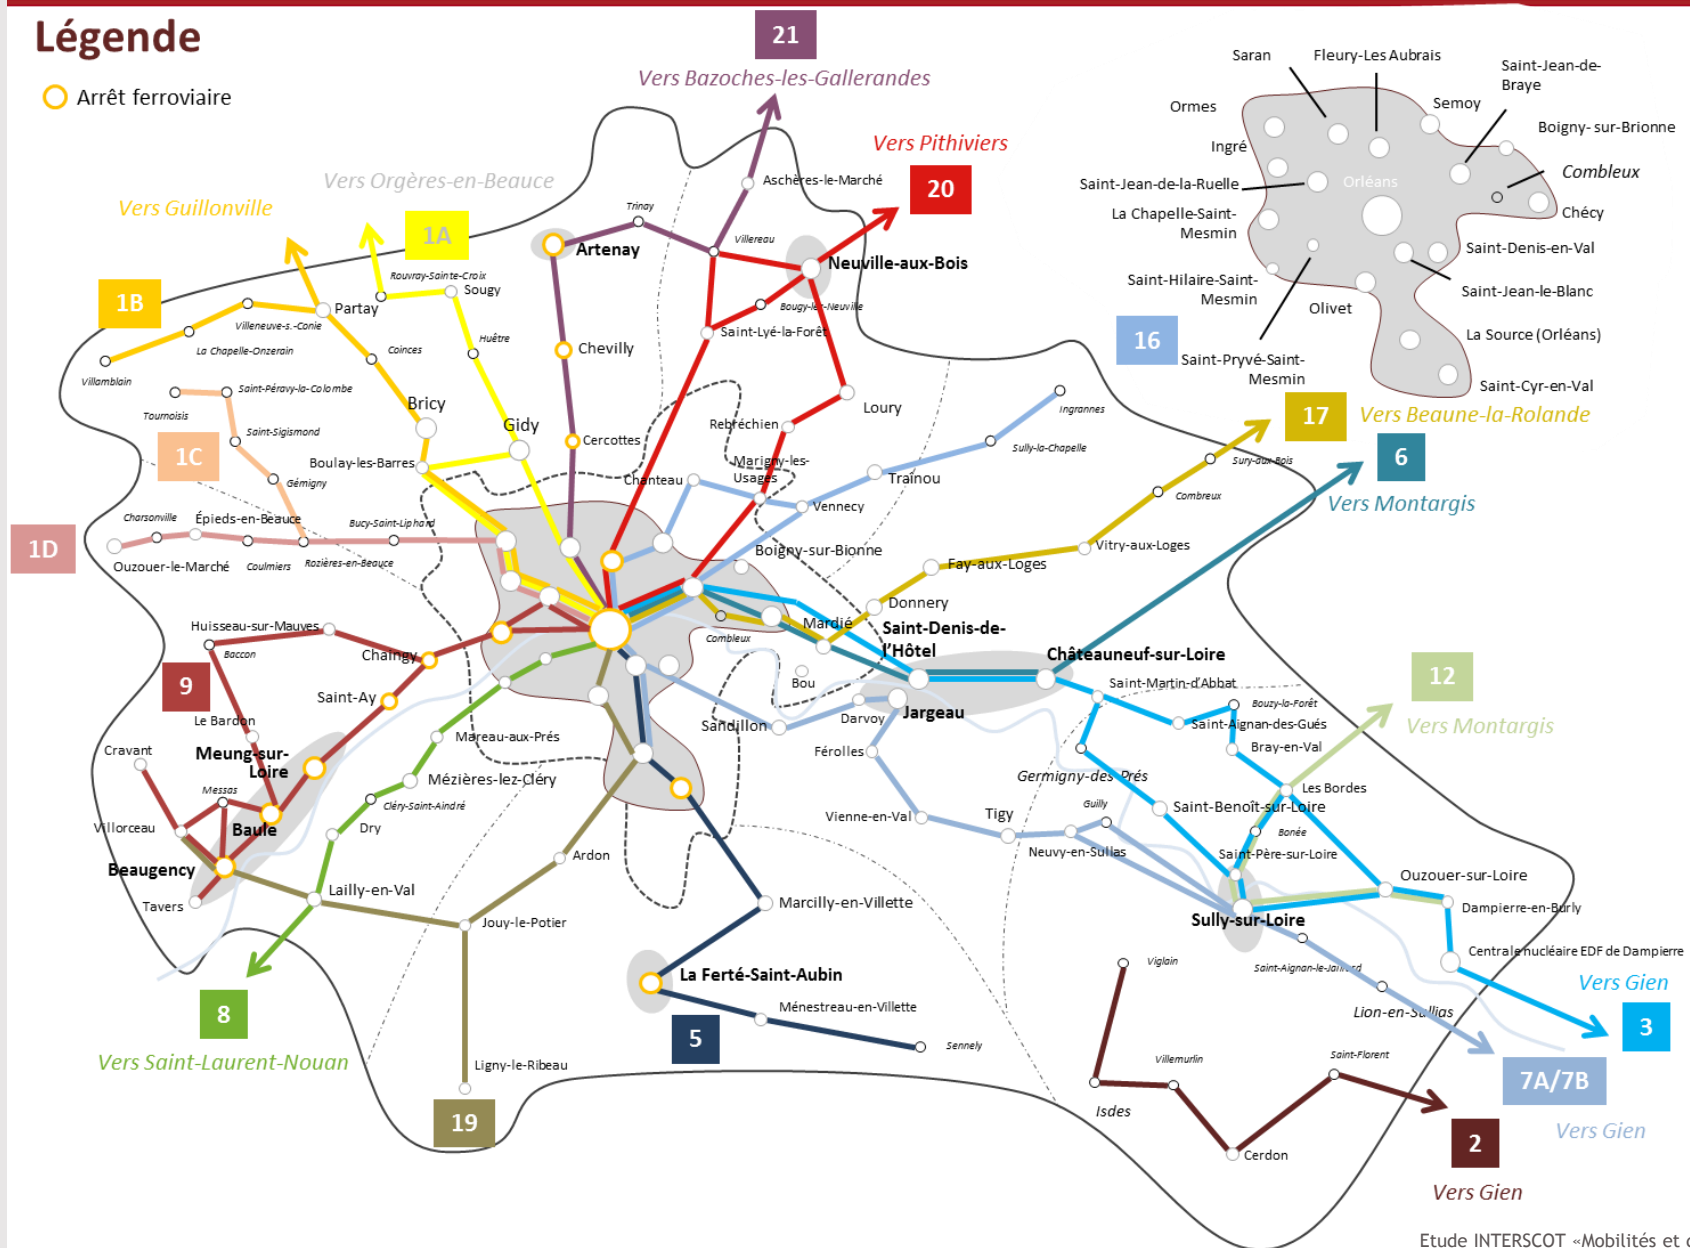 Légende
Arrêt ferroviaire
21
Vers Bazoches-les-Gallerandes
Vers Pithiviers
20
Vers Orgères-en-Beauce
1A
Vers Guillonville
1B
Aschères-le-Marché
Trinay
Villereau
Artenay
Neuville-aux-Bois
Bougy-lez-Neuville
Saint-Lyé-la-Forêt
Rouvray-Sainte-Croix
Sougy
Partay
Villeneuve-s.-Conie
La Chapelle-Onzerain
Villamblain
Coinces
Huêtre
Chevilly
Saint-Péravy-la-Colombe
Tournoisis
Saint-Sigismond
1C
Gémigny
Bricy
Gidy
Boulay-les-Barres
Cercottes
Loury
Rebréchien
Marigny-les-
Usages
Chanteau
Vennecy
Traînou
Ingrannes
Sully-la-Chapelle
Charsonville
Épieds-en-Beauce
Bucy-Saint-Liphard
1D
Ouzouer-le-Marché
Coulmiers
Rozières-en-Beauce
Boigny-sur-Bionne
Saran
Fleury-Les Aubrais
Saint-Jean-de-
Braye
Ormes
Semoy
Boigny- sur-Brionne
Ingré
Combleux
Saint-Jean-de-la-Ruelle
Orléans
La Chapelle-Saint-
Mesmin
Chécy
Saint-Denis-en-Val
Saint-Hilaire-Saint-
Mesmin
Saint-Jean-le-Blanc
Olivet
La Source (Orléans)
16
Saint-Pryvé-Saint-
Mesmin
Saint-Cyr-en-Val
17
Vers Beaune-la-Rolande
6
Vers Montargis
Sury-aux-Bois
Combreux
Vitry-aux-Loges
Fay-aux-Loges
Donnery
Mardié
Combleux
Saint-Denis-de-
l’Hôtel
Châteauneuf-sur-Loire
Bou
Jargeau
Darvoy
Sandillon
Férolles
Vienne-en-Val
Tigy
Guilly
Neuvy-en-Sullias
Huisseau-sur-Mauves
Baccon
Chaingy
9
Saint-Ay
Le Bardon
Cravant
Meung-sur-
Loire
Messas
Villorceau
Baule
Beaugency
Tavers
Mareau-aux-Prés
Mézières-lez-Cléry
Cléry-Saint-Aindré
Dry
Lailly-en-Val
Ardon
Jouy-le-Potier
8
Vers Saint-Laurent-Nouan
Ligny-le-Ribeau
19
Marcilly-en-Villette
La Ferté-Saint-Aubin
Ménestreau-en-Villette
5
Sennely
Saint-Martin-d’Abbat
Bouzy-la-Forêt
Saint-Aignan-des-Gués
Bray-en-Val
12
Vers Montargis
Germigny-des Prés
Les Bordes
Saint-Benoît-sur-Loire
Bonée
Saint-Père-sur-Loire
Ouzouer-sur-Loire
Dampierre-en-Burly
Sully-sur-Loire
Centrale nucléaire EDF de Dampierre
Saint-Aignan-le-Jaillard
Vers Gien
3
Lion-en-Sullias
7A/7B
Vers Gien
Viglain
Villemurlin
Saint-Florent
Isdes
Cerdon
2
Vers Gien
Etude INTERSCOT «Mobilités et